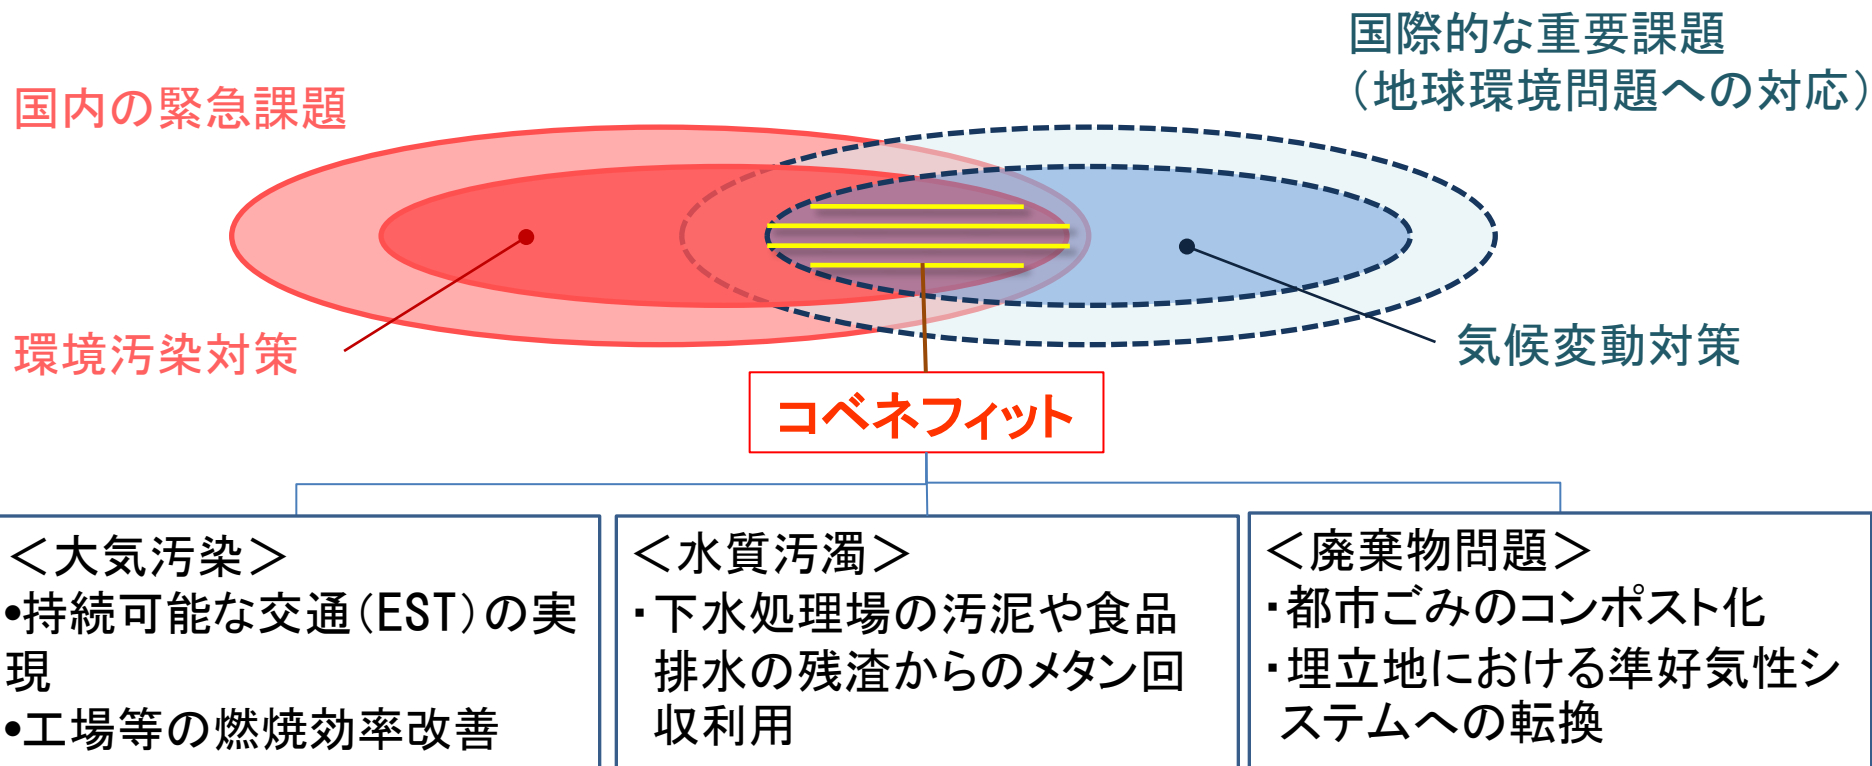 国際的な重要課題
（地球環境問題への対応）
国内の緊急課題
環境汚染対策
気候変動対策
コベネフィット
＜大気汚染＞
•持続可能な交通（EST）の実
現
•工場等の燃焼効率改善
＜水質汚濁＞
・下水処理場の汚泥や食品
排水の残渣からのメタン回
収利用
＜廃棄物問題＞
・都市ごみのコンポスト化
・埋立地における準好気性シ
ステムへの転換